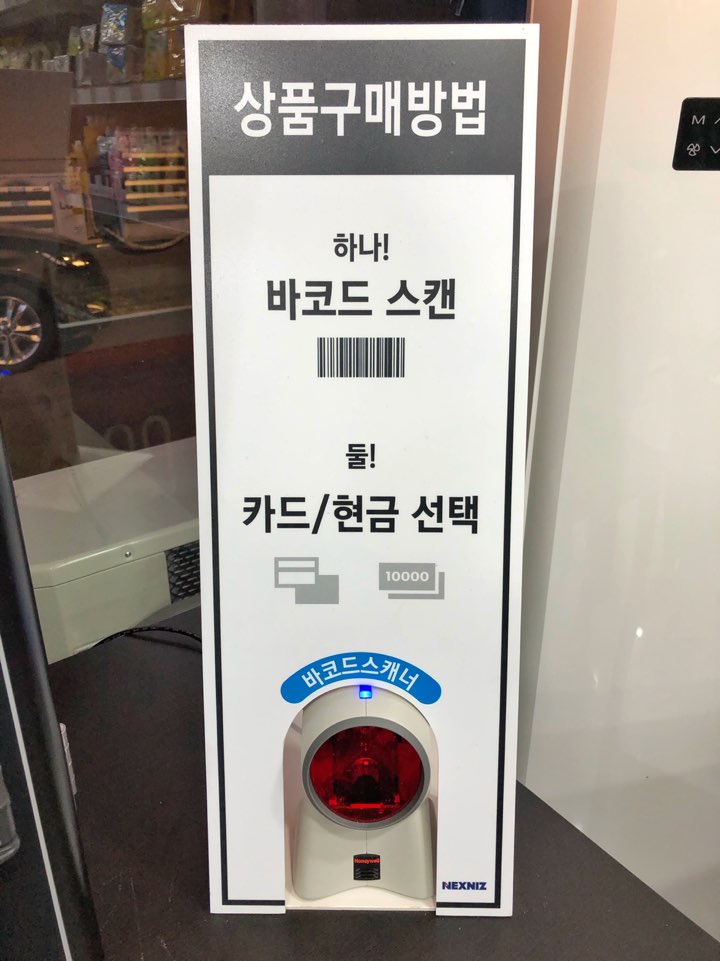 상품구매방법
하나!
바코드 스캔
둘!
카드/현금 선택
10000
바코드스캐너
Honeywell
NEXNIZ
M